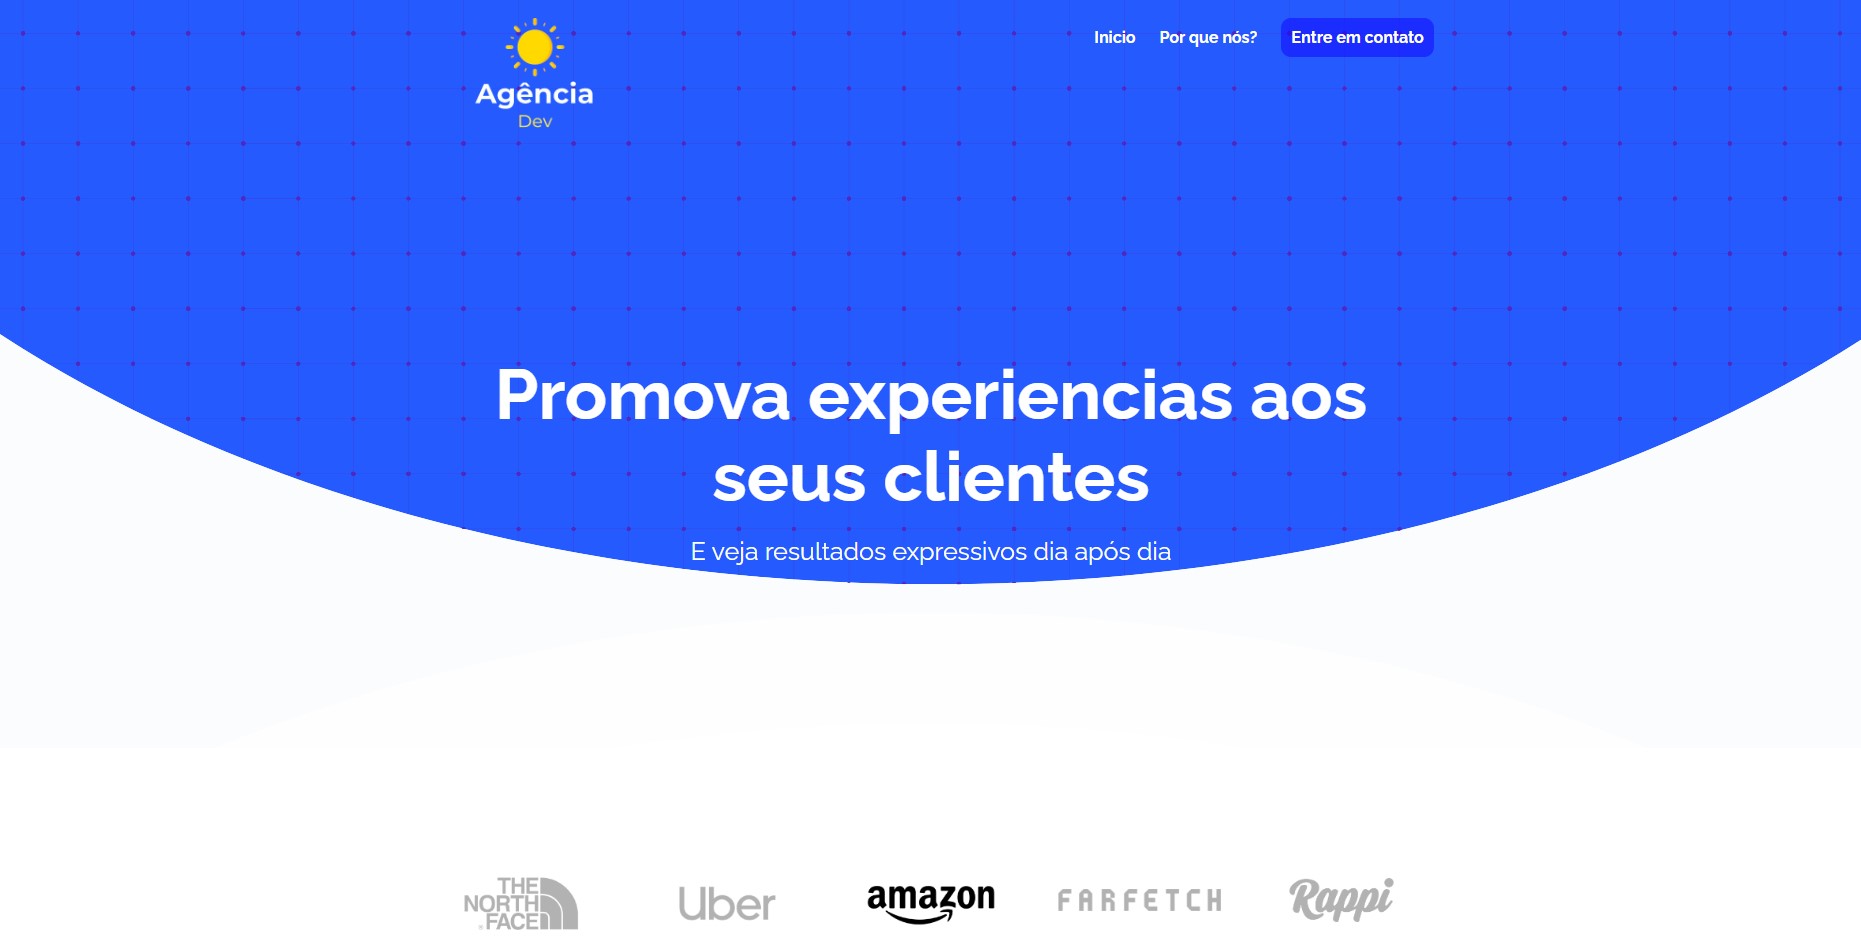 Agência
Dev
Inicio Por que nós? Entre em contato
Promova experiencias aos
seus clientes
E veja resultados expressivos dia após dia
THE
NORTH
FACE
Uber
amazon
FARFETCH
Rappi